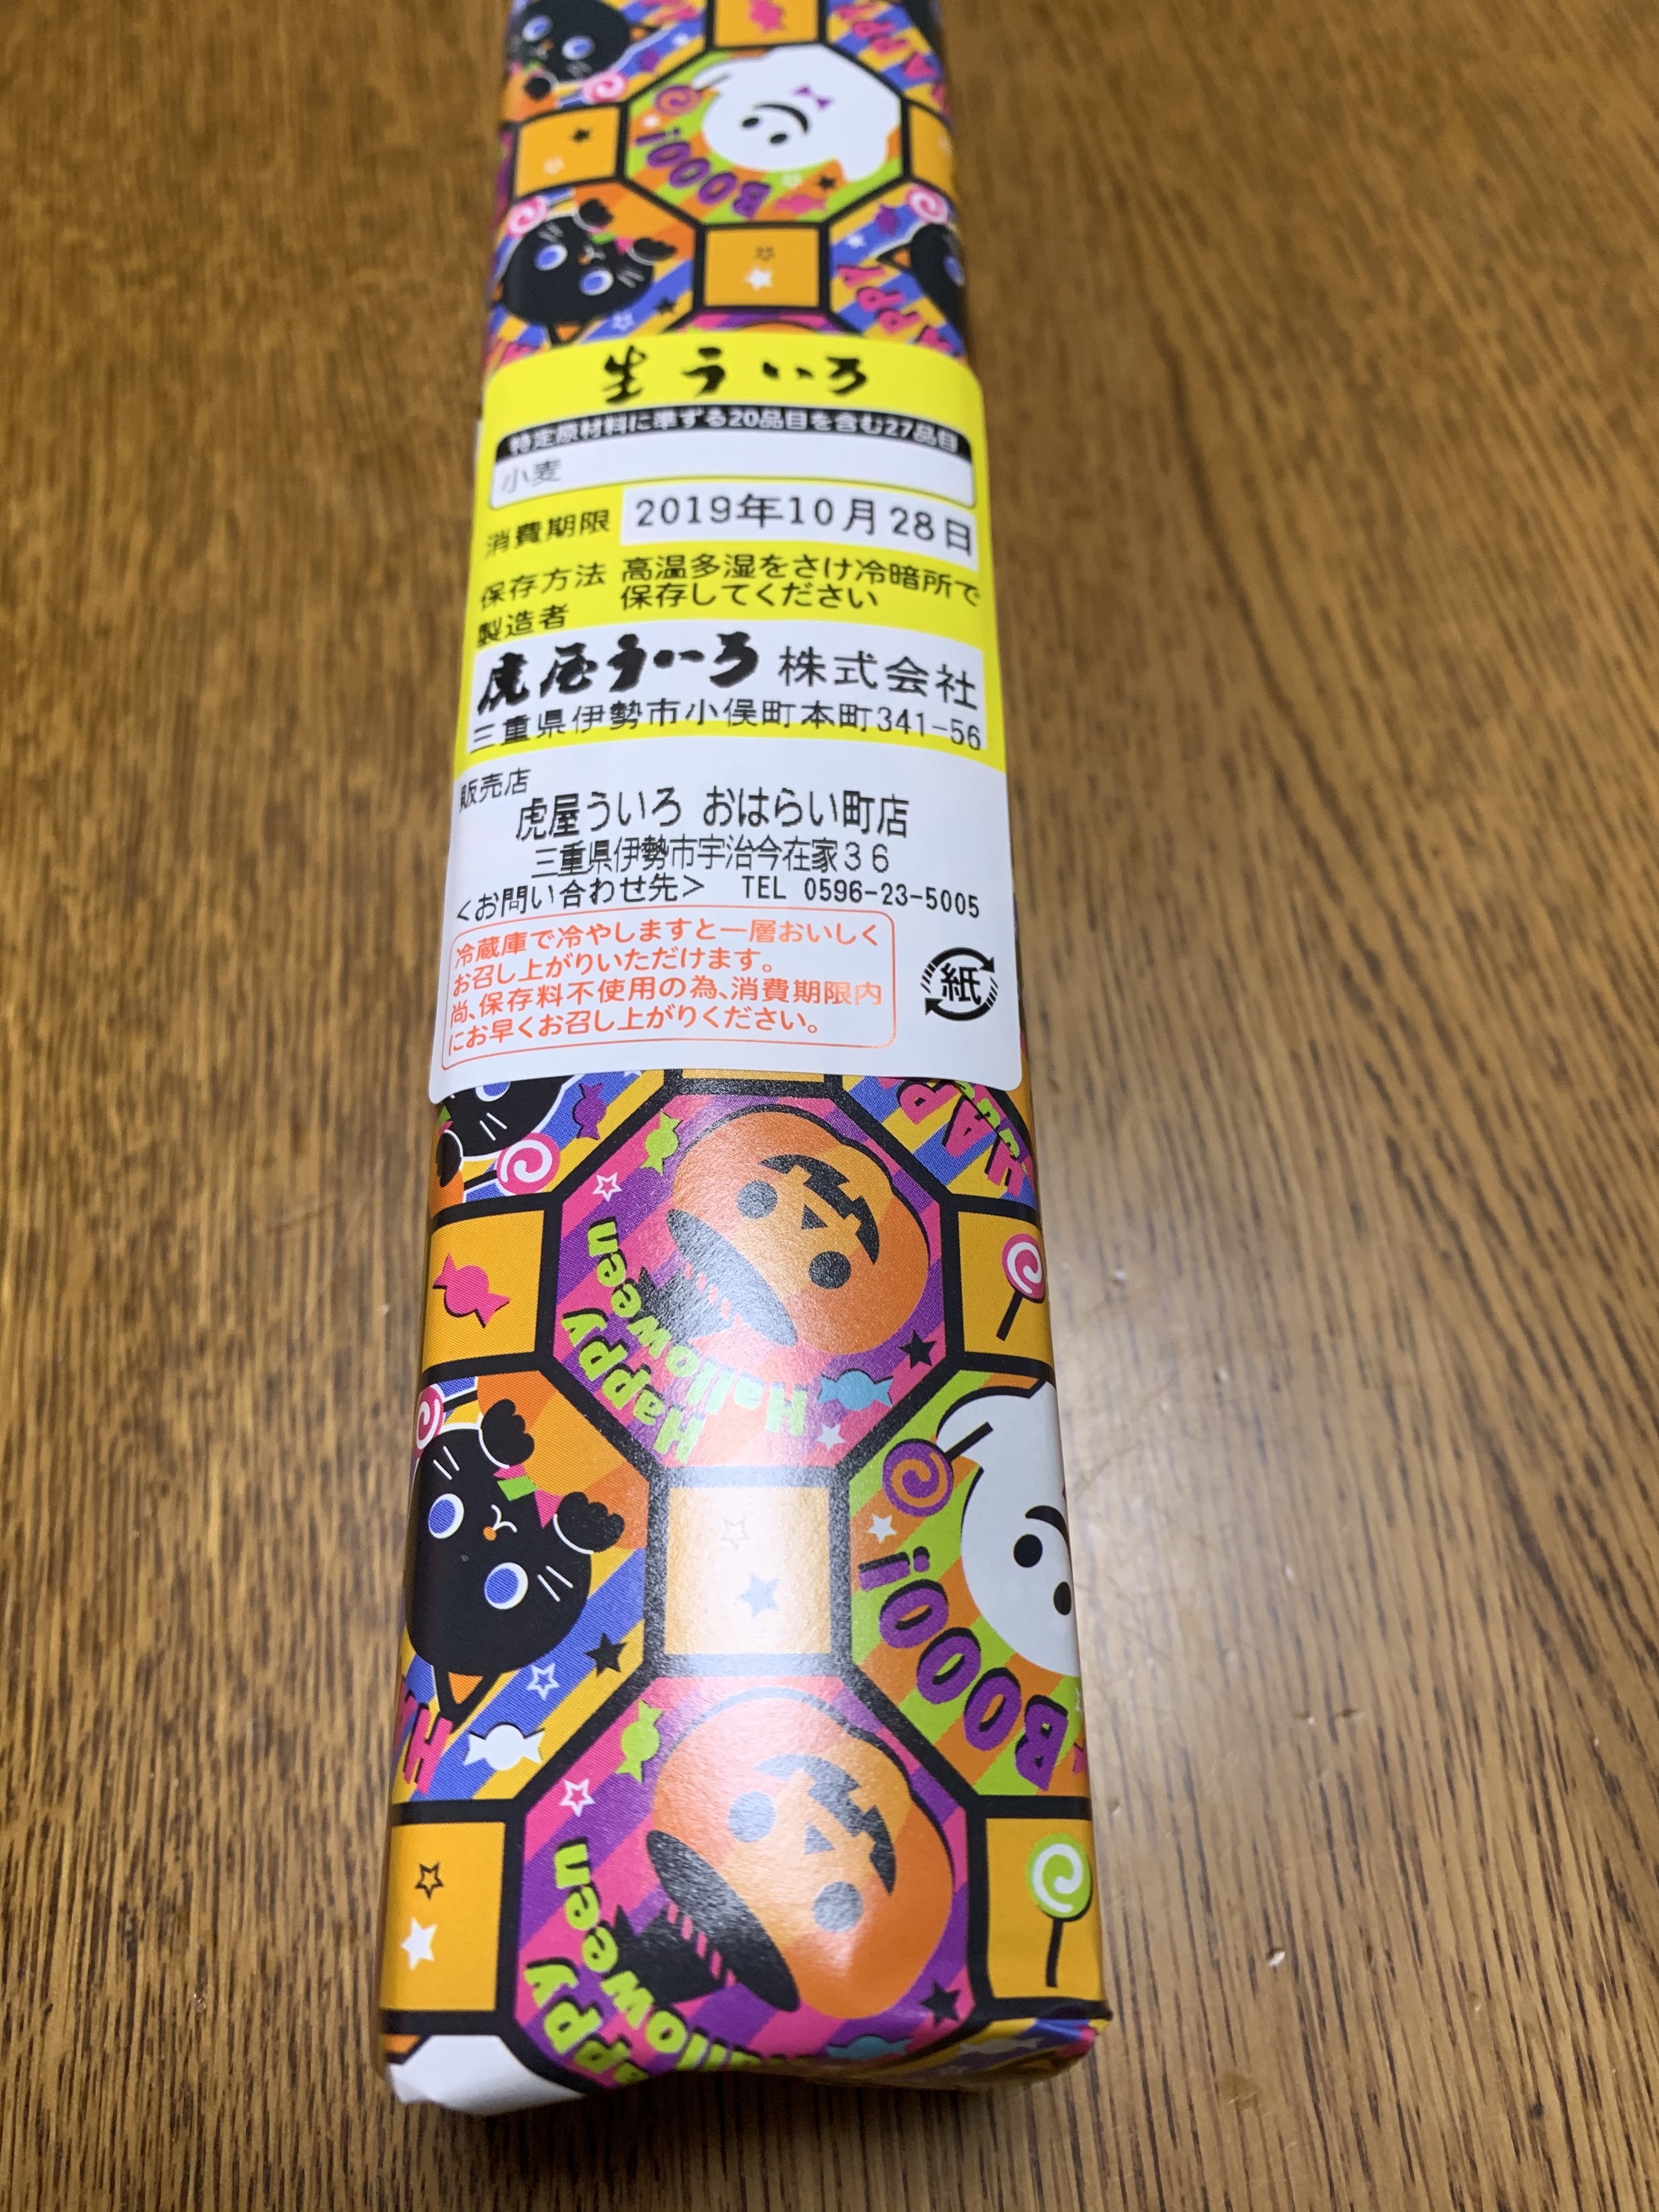 BOOO!
APPY
生ういろ
特定原材料に準ずる20品目を含む27品目
小麦
消費期限 2019年10月28日
保存方法 高温多湿をさけ冷暗所で
保存してください
製造者
虎屋ういろ 株式会社
三重県伊勢市小俣町本町341-56
販売店
虎屋ういろ おはらい町店
三重県伊勢市宇治今在家36
<お問い合わせ先> TEL 0596-23-5005
冷蔵庫で冷やしますと一層おいしく
お召し上がりいただけます。
尚、保存料不使用の為、消費期限内
にお早くお召し上がりください。
紙
Happy
Halloween
BOOO!
Happy
Halloween